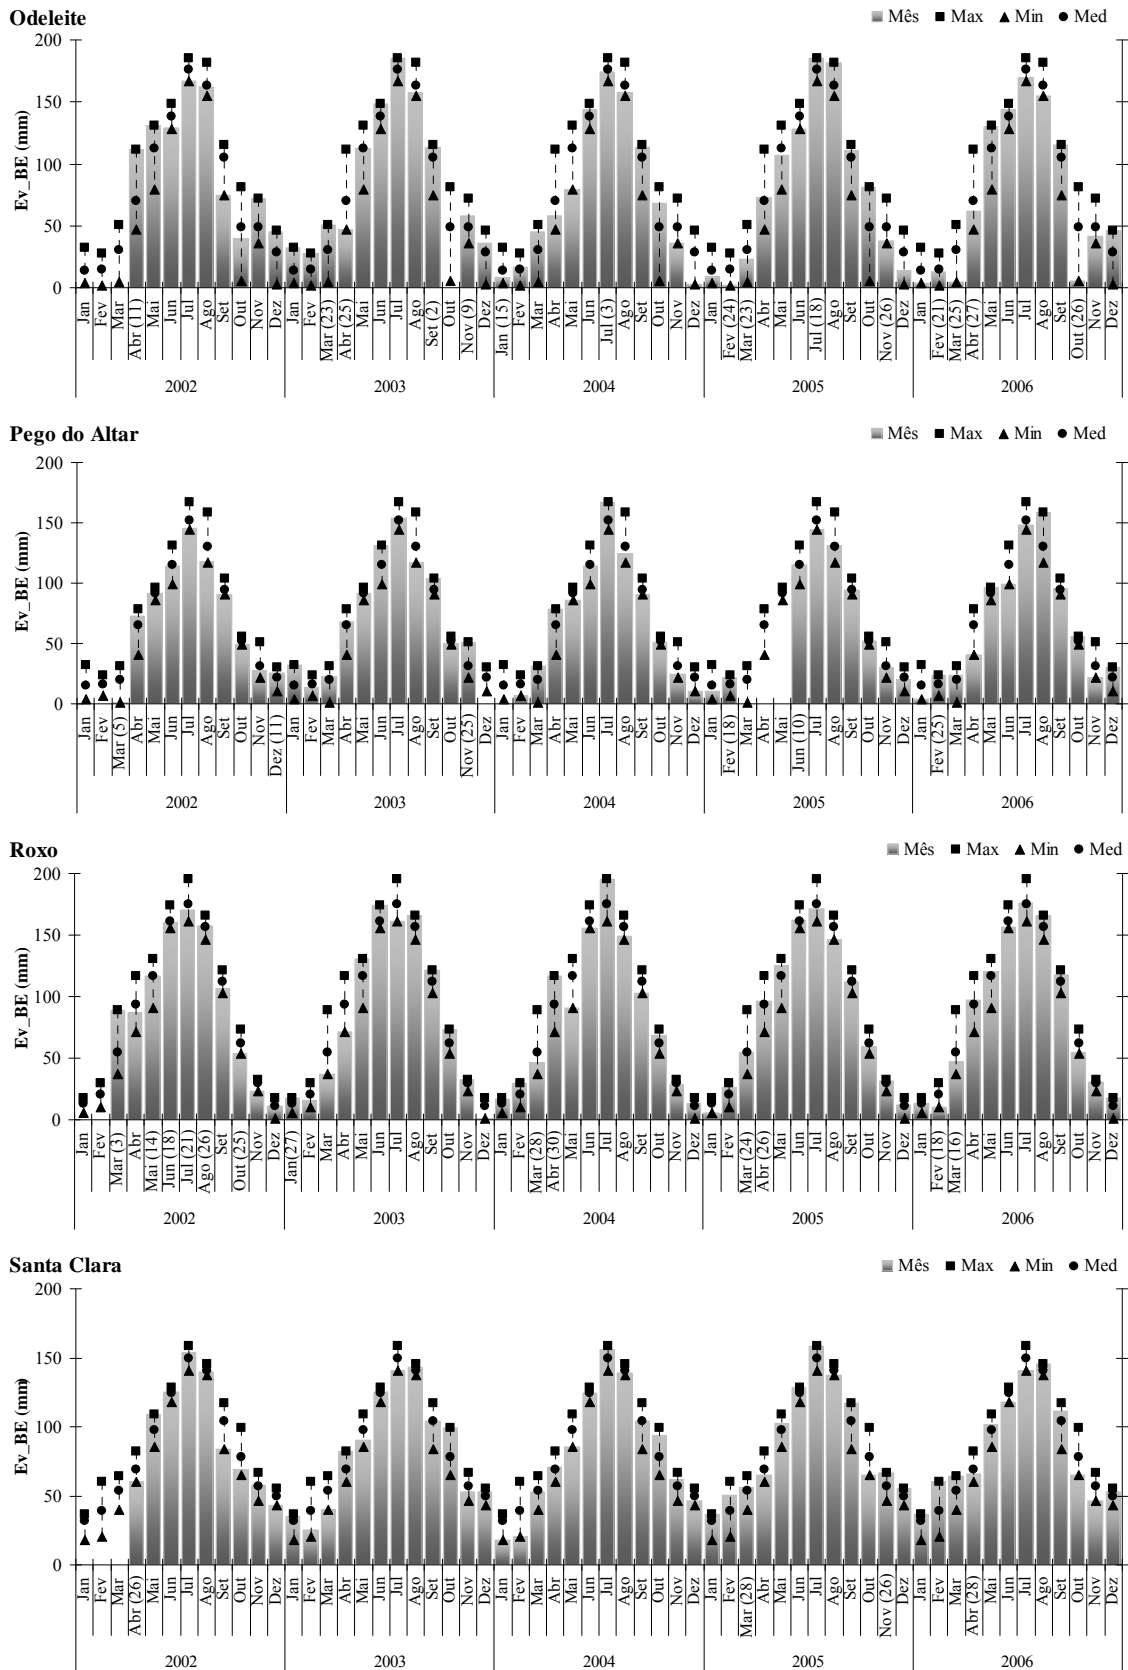 Odeleite
Mês Max Min Med
Ev_BE (mm)
200
150
100
50
0
Jan Fev Mar Abr (11) Mai Jun Jul Ago Set Out Nov Dez Jan Fev Mar (23) Abr (25) Mai Jun Jul Ago Set (2) Out Nov (9) Dez Jan (15) Fev Mar Abr Mai Jun Jul (3) Ago Set Out Nov Dez Jan Fev (24) Mar (23) Abr Mai Jun Jul (18) Ago Set Out Nov (26) Dez Jan Fev (21) Mar (25) Abr (27) Mai Jun Jul Ago Set Out (26) Nov Dez
2002 2003 2004 2005 2006
Pego do Altar
Mês Max Min Med
Ev_BE (mm)
200
150
100
50
0
Jan Fev Mar (5) Abr Mai Jun Jul Ago Set Out Nov Dez (11) Jan Fev Mar Abr Mai Jun Jul Ago Set Out Nov (25) Dez Jan Fev Mar Abr Mai Jun Jul Ago Set Out Nov Dez Jan Fev (18) Mar Abr Mai Jun (10) Jul Ago Set Out Nov Dez Jan Fev (25) Mar Abr Mai Jun Jul Ago Set Out Nov Dez
2002 2003 2004 2005 2006
Roxo
Mês Max Min Med
Ev_BE (mm)
200
150
100
50
0
Jan Fev Mar (3) Abr Mai (14) Jun (18) Jul (21) Ago (26) Set Out (25) Nov Dez Jan(27) Fev Mar Abr Mai Jun Jul Ago Set Out Nov Dez Jan Fev Mar (28) Abr (30) Mai Jun Jul Ago Set Out Nov Dez Jan Fev Mar (24) Abr (26) Mai Jun Jul Ago Set Out Nov Dez Jan Fev (18) Mar (16) Abr Mai Jun Jul Ago Set Out Nov Dez
2002 2003 2004 2005 2006
Santa Clara
Mês Max Min Med
Ev_BE (mm)
200
150
100
50
0
Jan Fev Mar Abr (26) Mai Jun Jul Ago Set Out Nov Dez Jan Fev Mar Abr Mai Jun Jul Ago Set Out Nov Dez Jan Fev Mar Abr Mai Jun Jul Ago Set Out Nov Dez Jan Fev Mar (28) Abr Mai Jun Jul Ago Set Out Nov (26) Dez Jan Fev Mar Abr (28) Mai Jun Jul Ago Set Out Nov Dez
2002 2003 2004 2005 2006